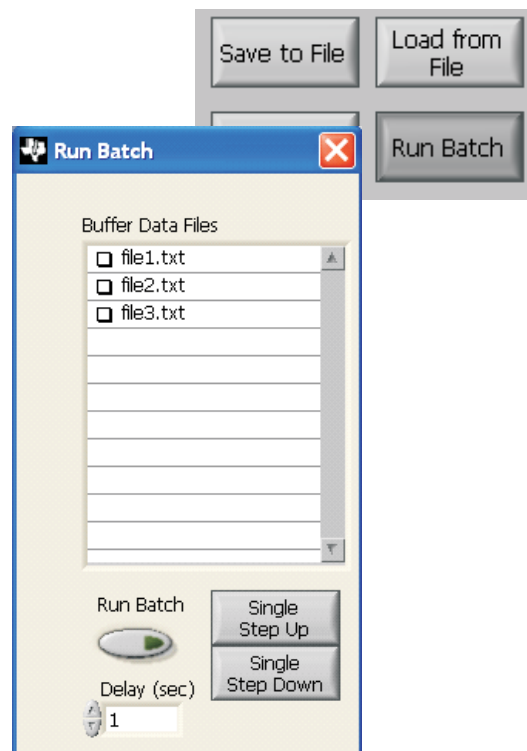 Save to File
Load from
File
Run Batch
Run Batch
Buffer Data Files
file1.txt
file2.txt
file3.txt
Run Batch
Single
Step Up
Single
Step Down
Delay (sec)
1